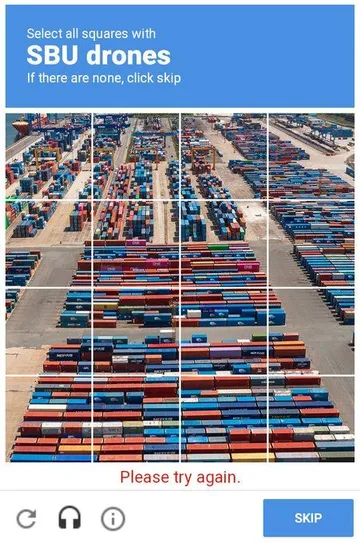 Select all squares with
SBU drones
If there are none, click skip
Please try again.
SKIP